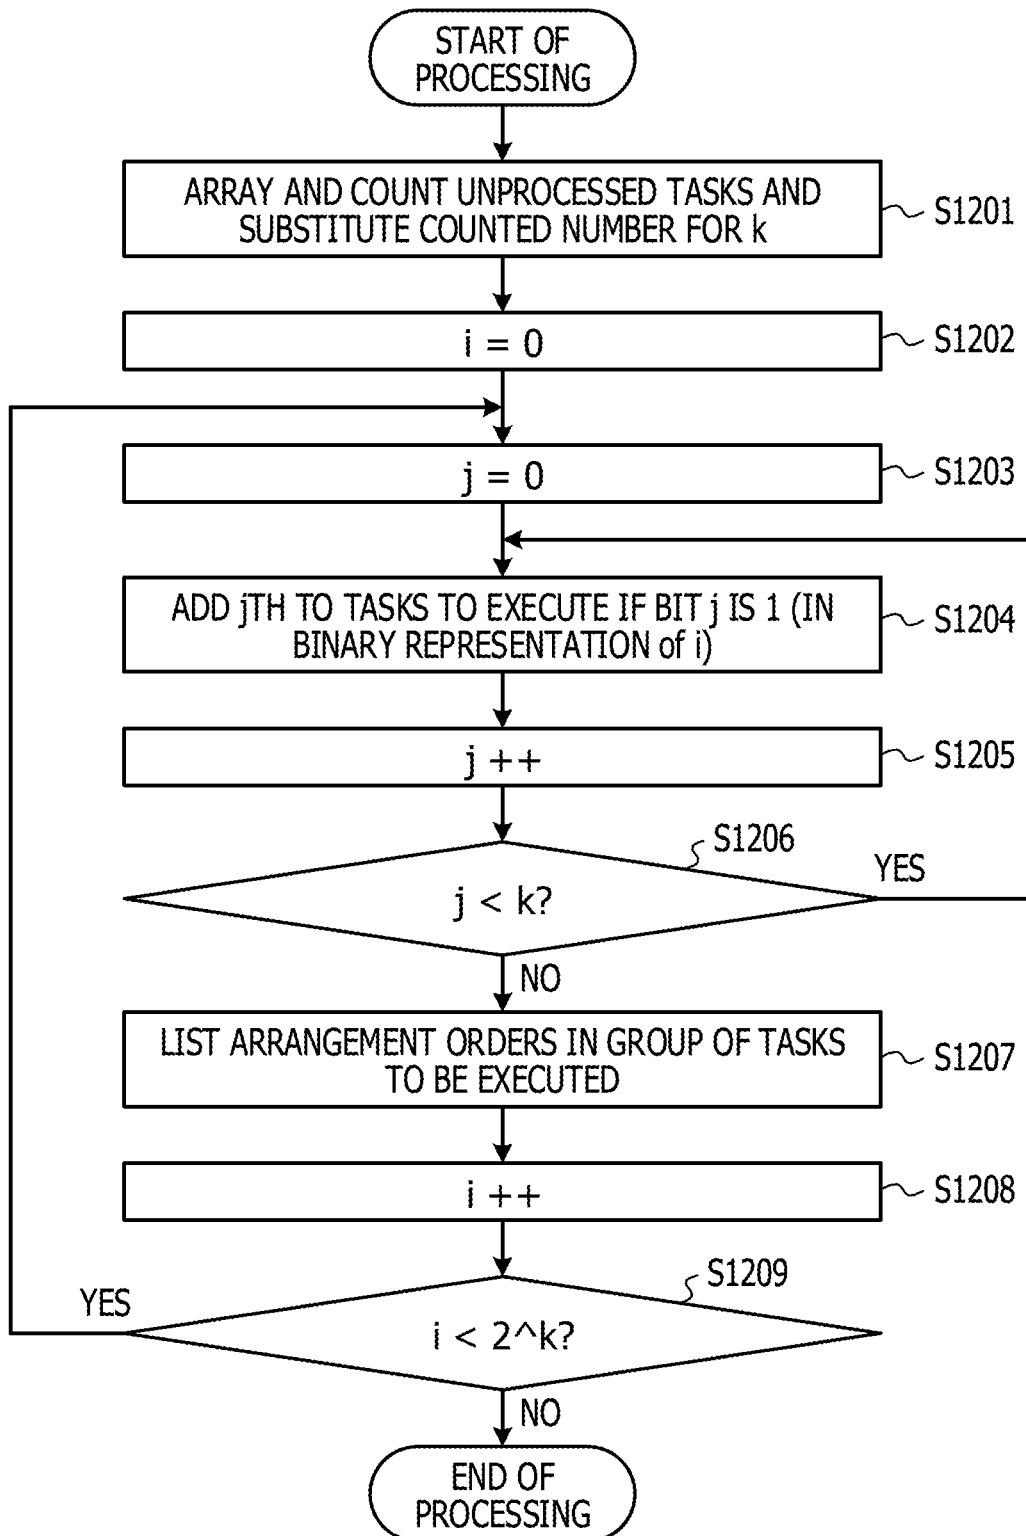 START OF
PROCESSING
ARRAY AND COUNT UNPROCESSED TASKS AND
SUBSTITUTE COUNTED NUMBER FOR k
S1201
i = 0
S1202
j = 0
S1203
ADD jTH TO TASKS TO EXECUTE IF BIT j IS 1 (IN
BINARY REPRESENTATION of i)
S1204
j ++
S1205
S1206
j < k?
YES
NO
LIST ARRANGEMENT ORDERS IN GROUP OF TASKS
TO BE EXECUTED
S1207
i ++
S1208
S1209
YES
i < 2^k?
NO
END OF
PROCESSING